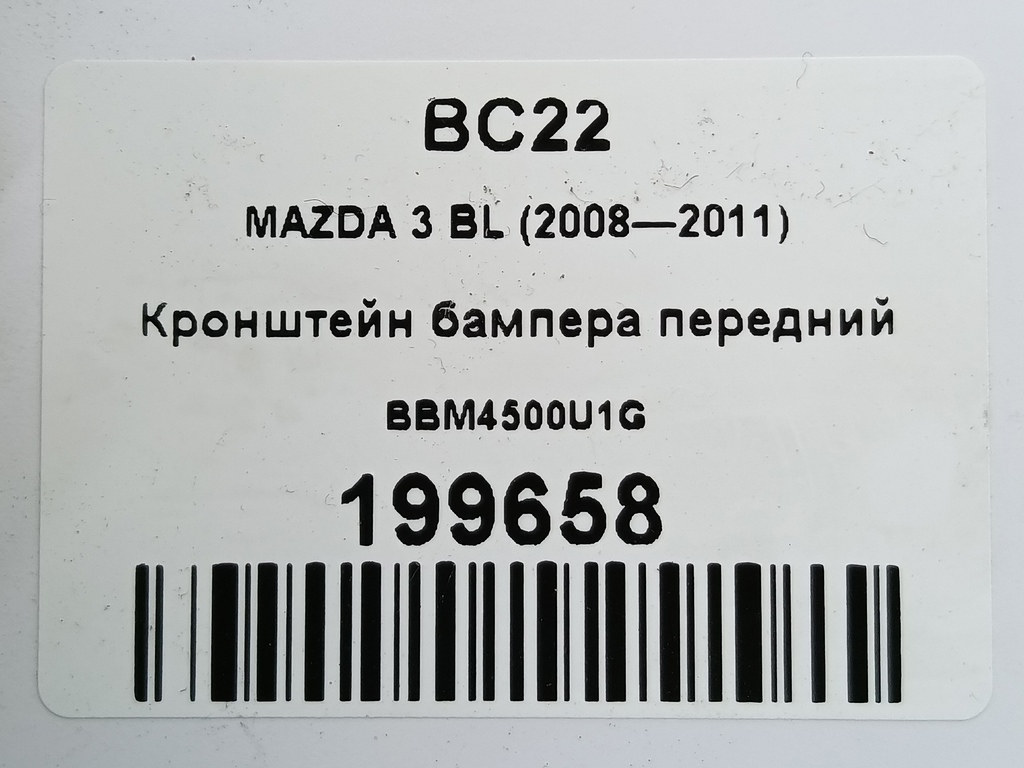 BC22
MAZDA 3 BL (2008—2011)
Кронштейн бампера передний
BBM4500U1G
199658